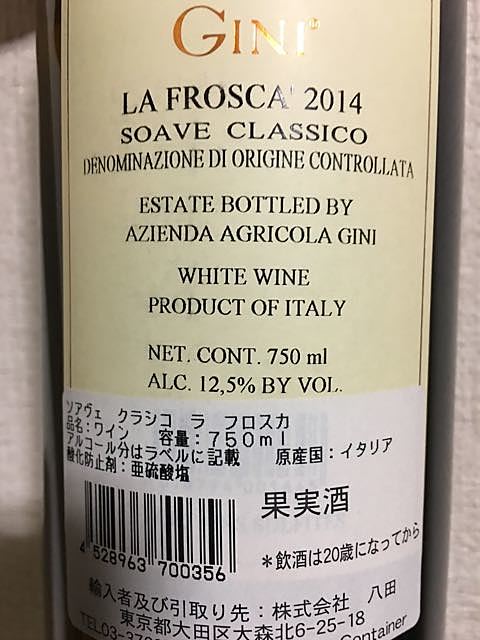 GINI
LA FROSCA' 2014
SOAVE CLASSICO
DENOMINAZIONE DI ORIGINE CONTROLLATA
ESTATE BOTTLED BY
AZIENDA AGRICOLA GINI
WHITE WINE
PRODUCT OF ITALY
NET. CONT. 750 ml
ALC. 12,5% BY VOL.
ソアヴェ クラシコ ラ フロスカ
品名:ワイン 容量:750ml
アルコール分はラベルに記載 原産国:イタリア
酸化防止剤:亜硫酸塩
果実酒
4 528963 700356
*飲酒は20歳になってから
輸入者及び引取り先:株式会社 八田
東京都大田区大森北6-25-18
TEL03-37 Container